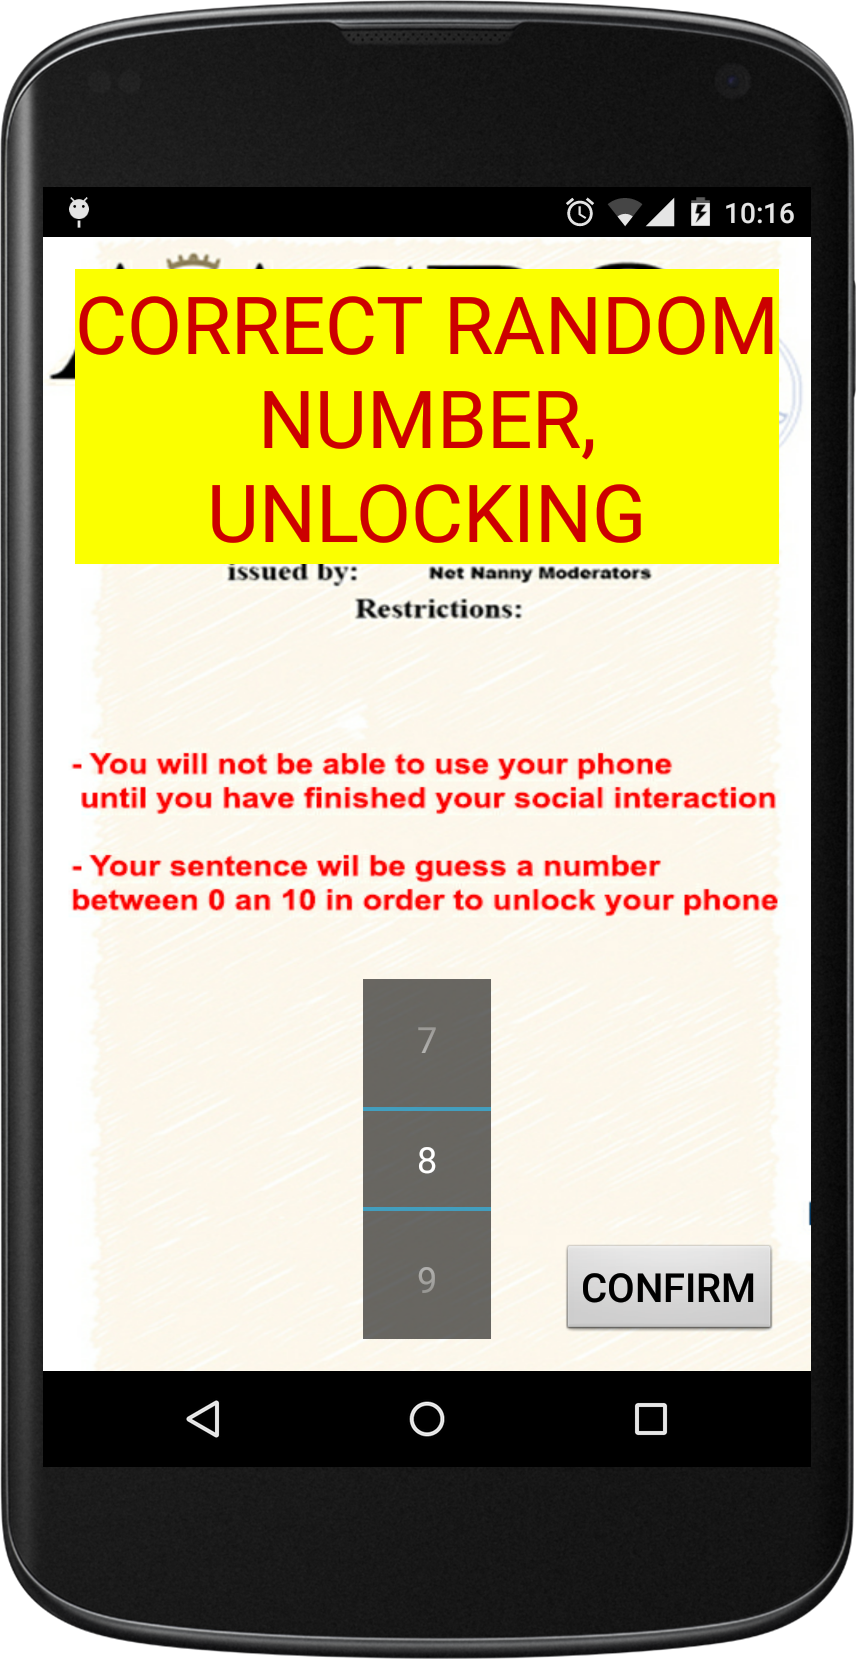 10:16
CORRECT RANDOM
NUMBER,
UNLOCKING
issued by: Net Nanny Moderators
Restrictions:
- You will not be able to use your phone
until you have finished your social interaction
- Your sentence wil be guess a number
between 0 an 10 in order to unlock your phone
7
8
9
CONFIRM